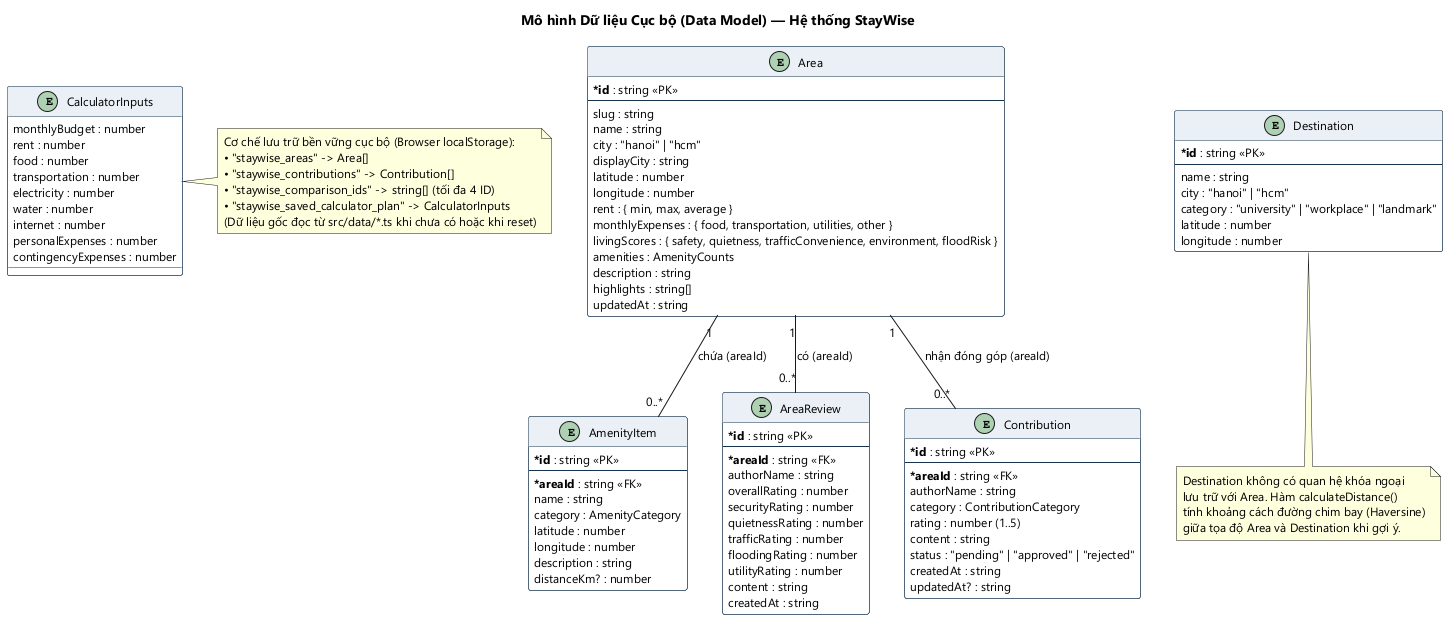 Mô hình Dữ liệu Cục bộ (Data Model) — Hệ thống StayWise
E CalculatorInputs
monthlyBudget : number
rent : number
food : number
transportation : number
electricity : number
water : number
internet : number
personalExpenses : number
contingencyExpenses : number
Cơ chế lưu trữ bền vững cục bộ (Browser localStorage):
• "staywise_areas" -> Area[]
• "staywise_contributions" -> Contribution[]
• "staywise_comparison_ids" -> string[] (tối đa 4 ID)
• "staywise_saved_calculator_plan" -> CalculatorInputs
(Dữ liệu gốc đọc từ src/data/*.ts khi chưa có hoặc khi reset)
E Area
*id : string «PK»
slug : string
name : string
city : "hanoi" | "hcm"
displayCity : string
latitude : number
longitude : number
rent : { min, max, average }
monthlyExpenses : { food, transportation, utilities, other }
livingScores : { safety, quietness, trafficConvenience, environment, floodRisk }
amenities : AmenityCounts
description : string
highlights : string[]
updatedAt : string
E Destination
*id : string «PK»
name : string
city : "hanoi" | "hcm"
category : "university" | "workplace" | "landmark"
latitude : number
longitude : number
1
chứa (areaId)
0..*
1
có (areaId)
0..*
1
nhận đóng góp (areaId)
0..*
E AmenityItem
*id : string «PK»
*areaId : string «FK»
name : string
category : AmenityCategory
latitude : number
longitude : number
description : string
distanceKm? : number
E AreaReview
*id : string «PK»
*areaId : string «FK»
authorName : string
overallRating : number
securityRating : number
quietnessRating : number
trafficRating : number
floodingRating : number
utilityRating : number
content : string
createdAt : string
E Contribution
*id : string «PK»
*areaId : string «FK»
authorName : string
category : ContributionCategory
rating : number (1..5)
content : string
status : "pending" | "approved" | "rejected"
createdAt : string
updatedAt? : string
Destination không có quan hệ khóa ngoại
lưu trữ với Area. Hàm calculateDistance()
tính khoảng cách đường chim bay (Haversine)
giữa tọa độ Area và Destination khi gợi ý.